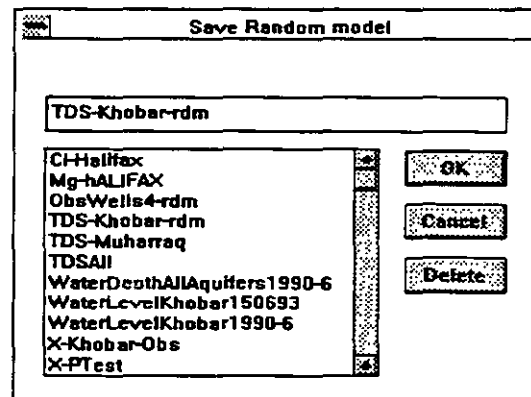 Save Random model
TDS-Khobar-rdm
Cl-Halifax
Mg-hALIFAX
ObsWells4-rdm
TDS-Khobar-rdm
TDS-Muharraq
TDSAll
WaterDepthAllAquifers1990-6
WaterLevelKhobar150693
WaterLevelKhobar1990-6
X-Khobar-Obs
X-PTest
OK
Cancel
Delete